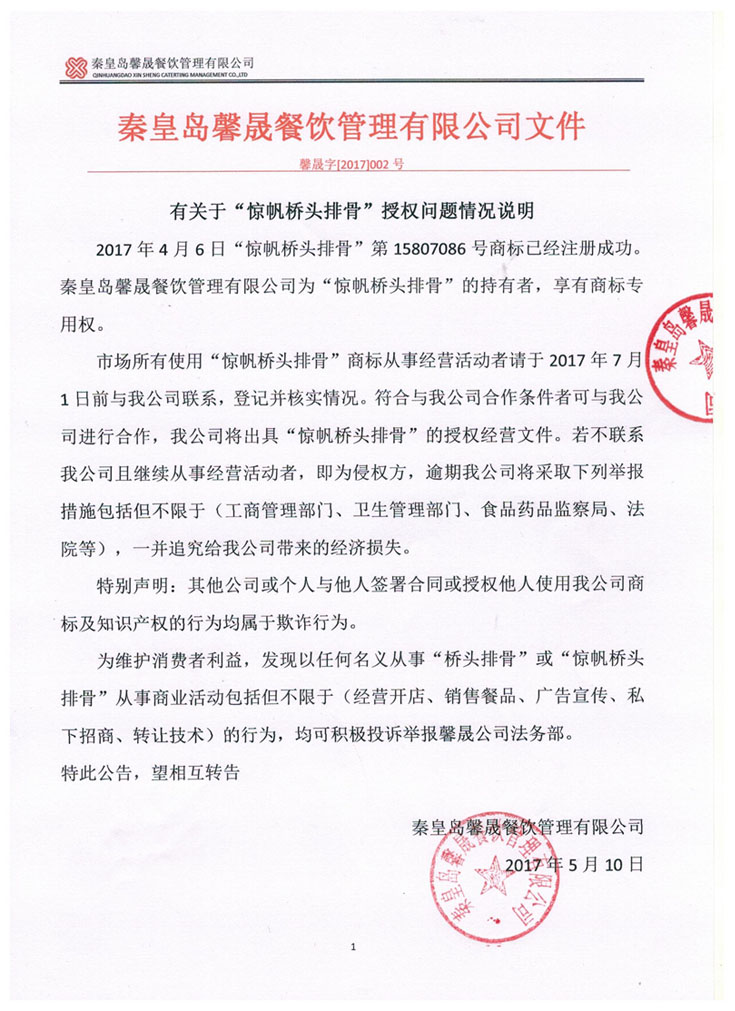 秦皇岛馨晟餐饮管理有限公司
QINHUANGDAO XIN SHENG CATERTING MANAGEMENT CO.,LTD
秦皇岛馨晟餐饮管理有限公司文件
馨晟字[2017]002 号
有关于“惊帆桥头排骨”授权问题情况说明
2017 年 4 月 6 日“惊帆桥头排骨”第 15807086 号商标已经注册成功。
秦皇岛馨晟餐饮管理有限公司为“惊帆桥头排骨”的持有者，享有商标专
用权。
市场所有使用“惊帆桥头排骨”商标从事经营活动者请于 2017 年 7 月
1 日前与我公司联系，登记并核实情况。符合与我公司合作条件者可与我公
司进行合作，我公司将出具“惊帆桥头排骨”的授权经营文件。若不联系
我公司且继续从事经营活动者，即为侵权方，逾期我公司将采取下列举报
措施包括但不限于（工商管理部门、卫生管理部门、食品药品监察局、法
院等），一并追究给我公司带来的经济损失。
特别声明：其他公司或个人与他人签署合同或授权他人使用我公司商
标及知识产权的行为均属于欺诈行为。
为维护消费者利益，发现以任何名义从事“桥头排骨”或“惊帆桥头
排骨”从事商业活动包括但不限于（经营开店、销售餐品、广告宣传、私
下招商、转让技术）的行为，均可积极投诉举报馨晟公司法务部。
特此公告，望相互转告
秦皇岛馨晟餐饮管理有限公司
2017 年 5 月 10 日
秦皇岛馨晟餐饮管理有限公司
秦皇岛馨晟
司
1